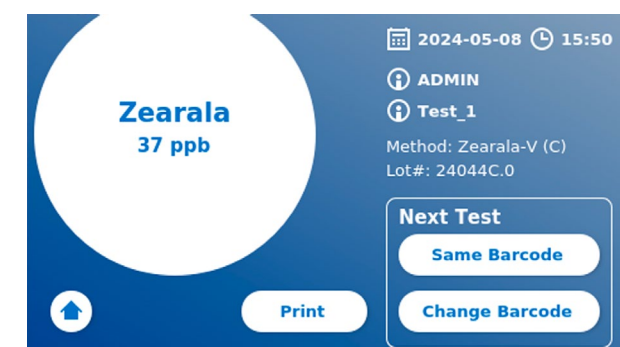 Zearala
37 ppb
2024-05-08 15:50
ADMIN
Test_1
Method: Zearala-V (C)
Lot#: 24044C.0
Next Test
Same Barcode
Change Barcode
Print